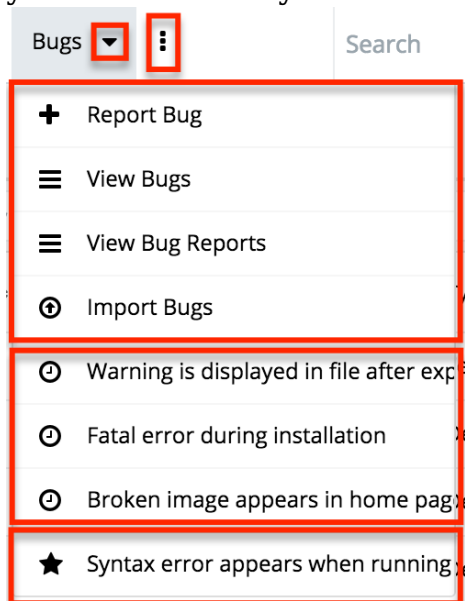 Bugs
Search
Report Bug
View Bugs
View Bug Reports
Import Bugs
Warning is displayed in file after exp
Fatal error during installation
Broken image appears in home pag
Syntax error appears when running